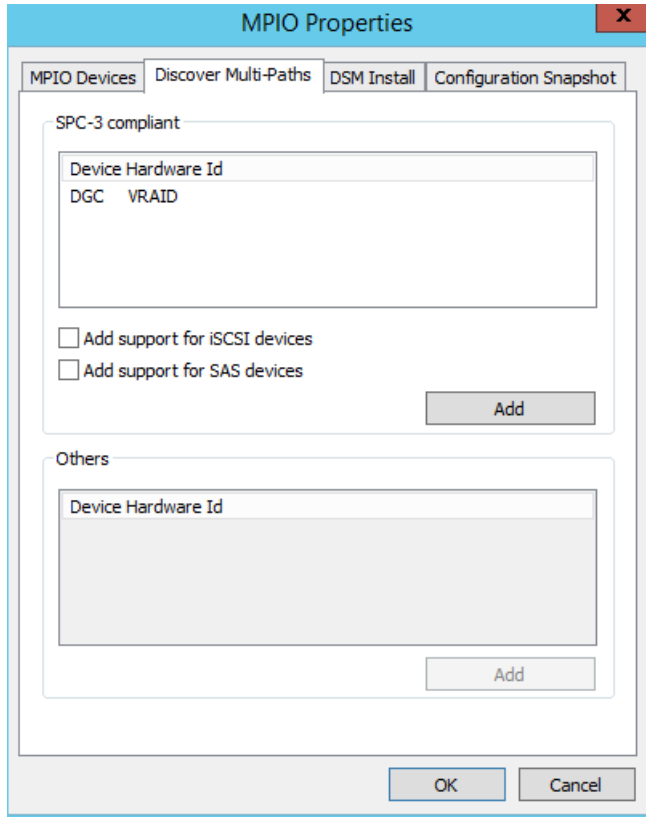 MPIO Properties
x
MPIO Devices Discover Multi-Paths DSM Install Configuration Snapshot
SPC-3 compliant
Device Hardware Id
DGC VRAID
Add support for iSCSI devices
Add support for SAS devices
Add
Others
Device Hardware Id
Add
OK Cancel